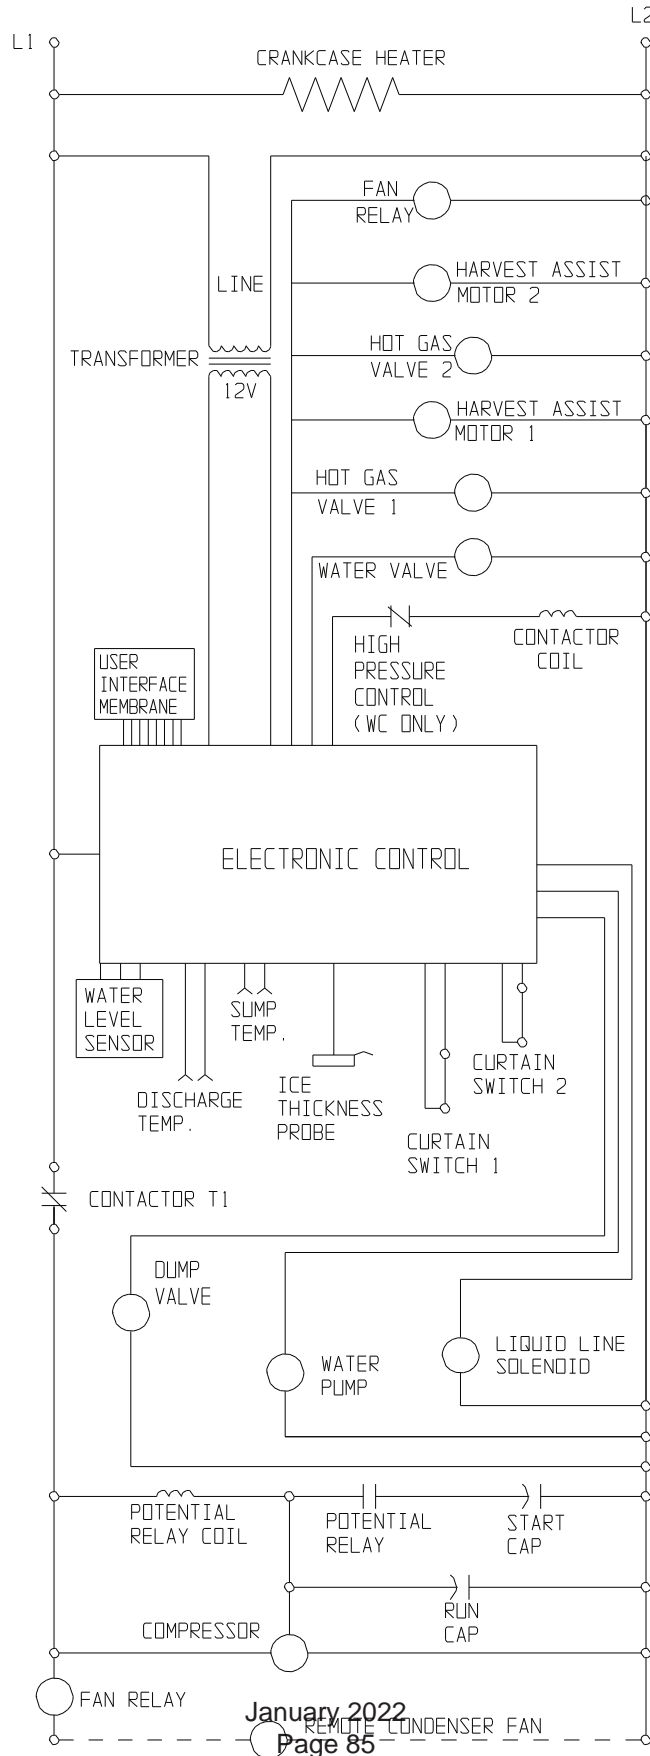 L2
L1
CRANKCASE HEATER
FAN
RELAY
HARVEST ASSIST
MOTOR 2
LINE
TRANSFORMER
12V
HOT GAS
VALVE 2
HARVEST ASSIST
MOTOR 1
HOT GAS
VALVE 1
WATER VALVE
HIGH
PRESSURE
CONTROL
(WC ONLY)
CONTACTOR
COIL
USER
INTERFACE
MEMBRANE
ELECTRONIC CONTROL
WATER
LEVEL
SENSOR
SUMP
TEMP.
DISCHARGE
TEMP.
ICE
THICKNESS
PROBE
CURTAIN
SWITCH 2
CURTAIN
SWITCH 1
CONTACTOR T1
DUMP
VALVE
WATER
PUMP
LIQUID LINE
SOLENOID
POTENTIAL
RELAY COIL
POTENTIAL
RELAY
START
CAP
RUN
CAP
COMPRESSOR
FAN RELAY
REMOTE CONDENSER FAN
January 2022
Page 85